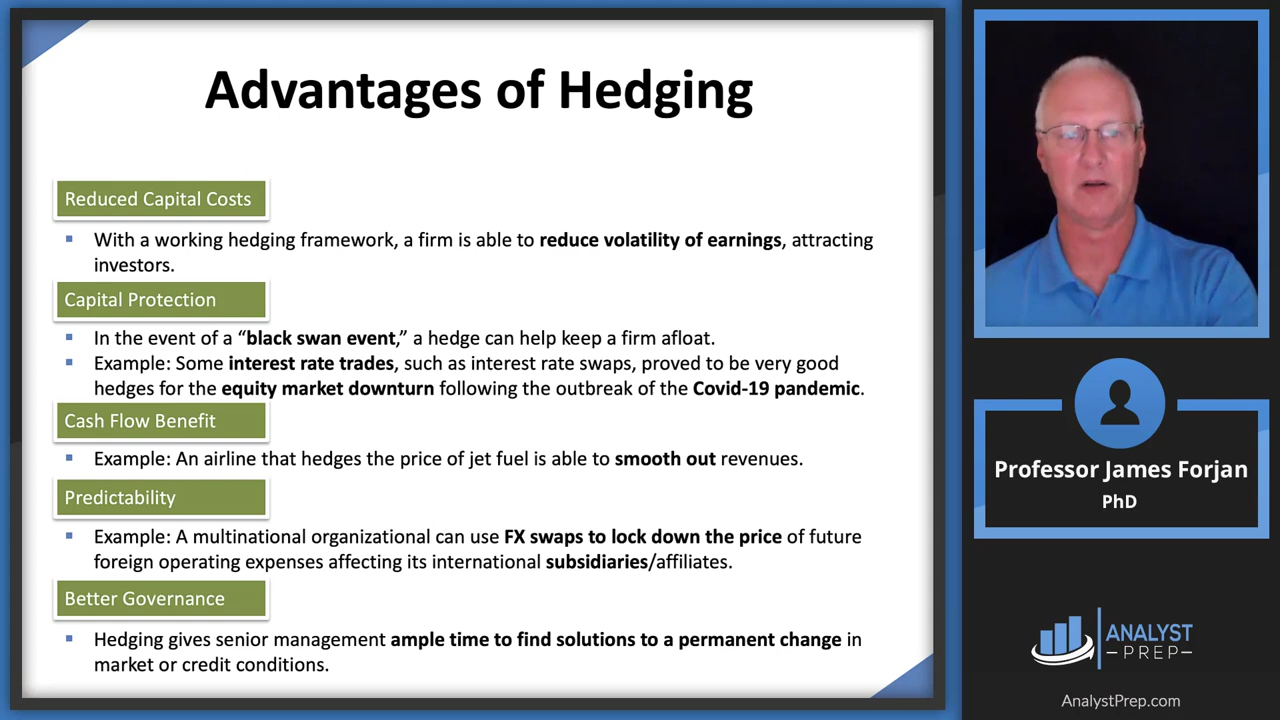 Advantages of Hedging
Reduced Capital Costs
▪ With a working hedging framework, a firm is able to reduce volatility of earnings, attracting
investors.
Capital Protection
▪ In the event of a “black swan event,” a hedge can help keep a firm afloat.
▪ Example: Some interest rate trades, such as interest rate swaps, proved to be very good
hedges for the equity market downturn following the outbreak of the Covid-19 pandemic.
Cash Flow Benefit
▪ Example: An airline that hedges the price of jet fuel is able to smooth out revenues.
Predictability
▪ Example: A multinational organizational can use FX swaps to lock down the price of future
foreign operating expenses affecting its international subsidiaries/affiliates.
Better Governance
▪ Hedging gives senior management ample time to find solutions to a permanent change in
market or credit conditions.
Professor James Forjan
PhD
ANALYST
PREP
AnalystPrep.com